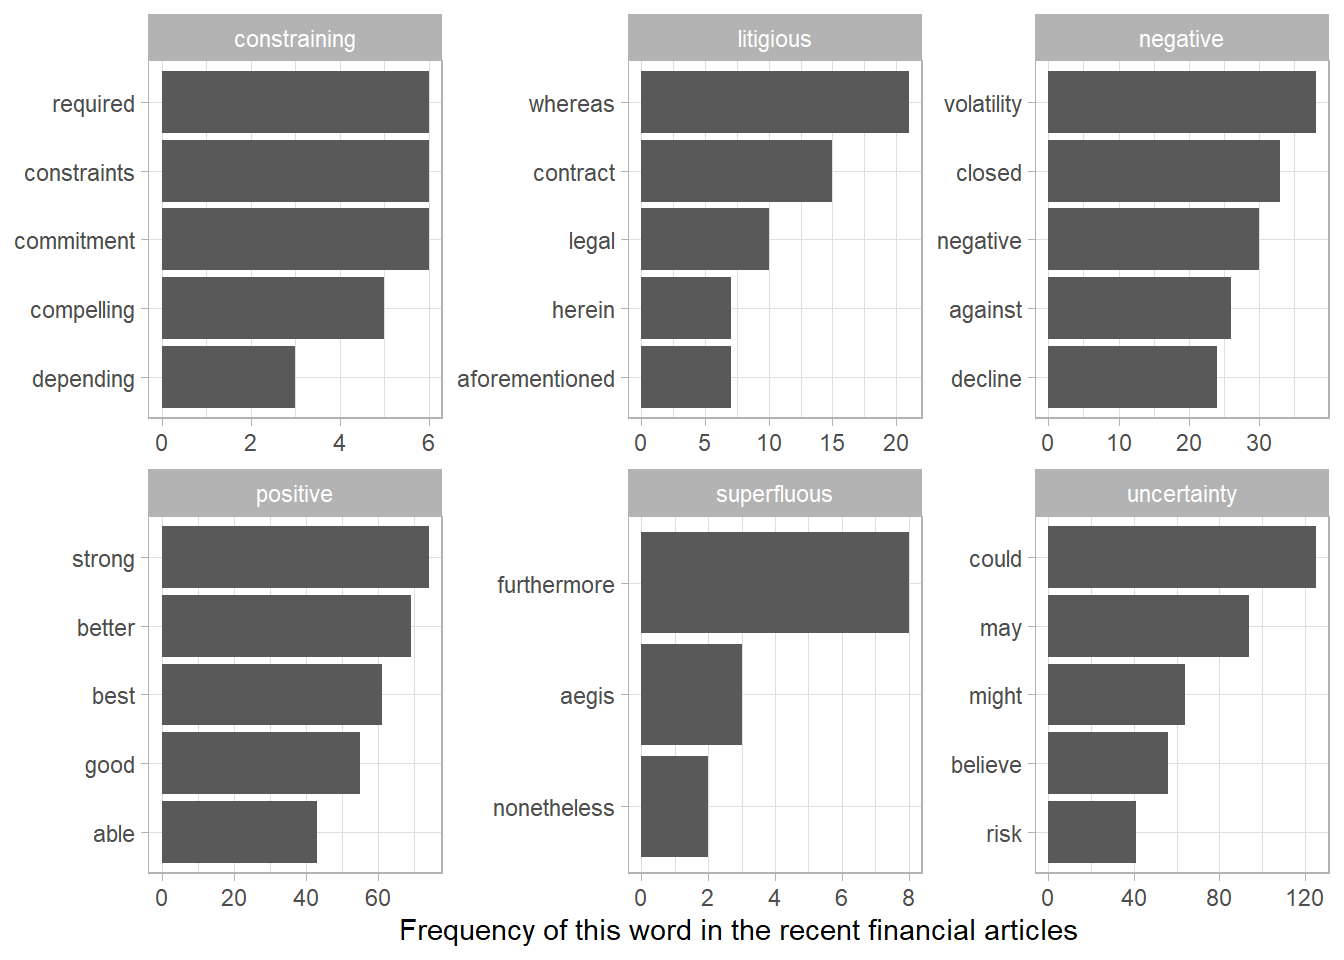 constraining
required
constraints
commitment
compelling
depending
0 2 4 6
litigious
whereas
contract
legal
herein
aforementioned
0 5 10 15 20
negative
volatility
closed
negative
against
decline
0 10 20 30
positive
strong
better
best
good
able
0 20 40 60
superfluous
furthermore
aegis
nonetheless
0 2 4 6 8
uncertainty
could
may
might
believe
risk
0 40 80 120
Frequency of this word in the recent financial articles